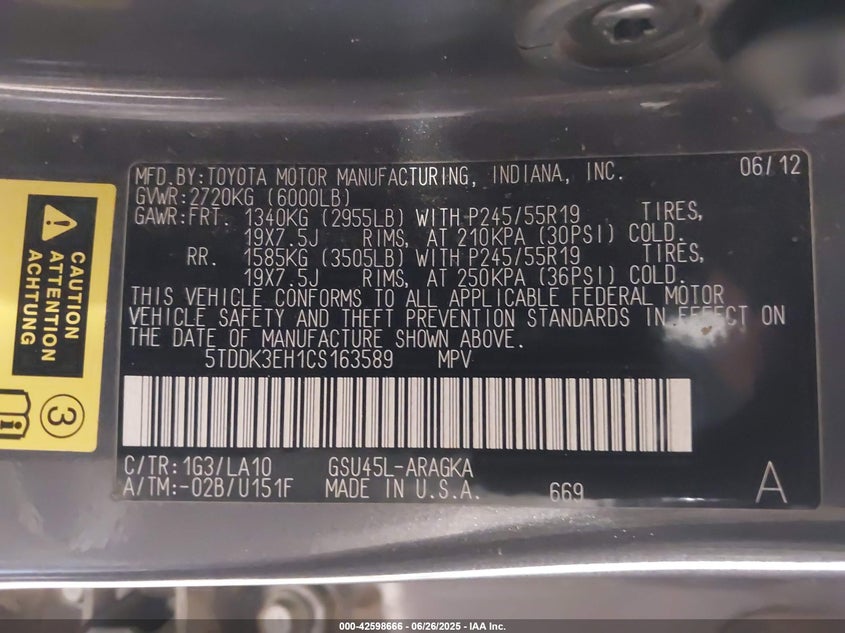 MFD.BY:TOYOTA MOTOR MANUFACTURING, INDIANA, INC. 06/12
GVWR:2720KG (6000LB)
GAWR:FRT. 1340KG (2955LB) WITH P245/55R19 TIRES,
19X7.5J RIMS, AT 210KPA (30PSI) COLD.
RR. 1585KG (3505LB) WITH P245/55R19 TIRES,
19X7.5J RIMS, AT 250KPA (36PSI) COLD.
THIS VEHICLE CONFORMS TO ALL APPLICABLE FEDERAL MOTOR
VEHICLE SAFETY AND THEFT PREVENTION STANDARDS IN EFFECT ON
THE DATE OF MANUFACTURE SHOWN ABOVE.
5TDDK3EH1CS163589 MPV
C/TR:1G3/LA10 GSU45L-ARAGKA
A/TM:-02B/U151F MADE IN U.S.A. 669 A
CAUTION
ATTENTION
ACHTUNG
3
000-42598666 - 06/26/2025 - IAA Inc.